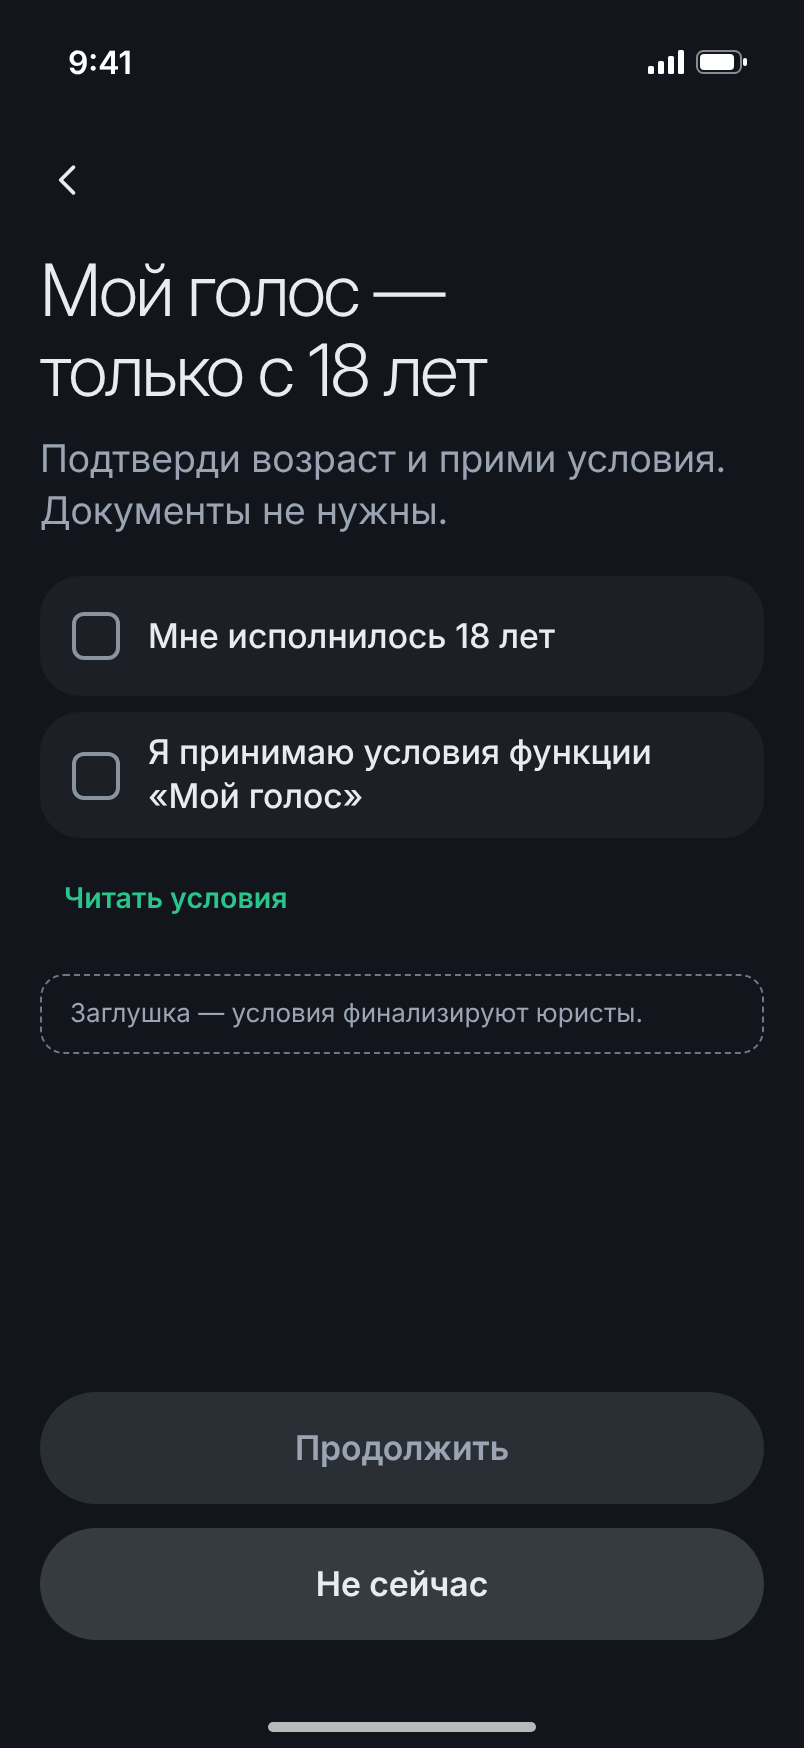 9:41
Мой голос —
только с 18 лет
Подтверди возраст и прими условия.
Документы не нужны.
Мне исполнилось 18 лет
Я принимаю условия функции
«Мой голос»
Читать условия
Заглушка — условия финализируют юристы.
Продолжить
Не сейчас